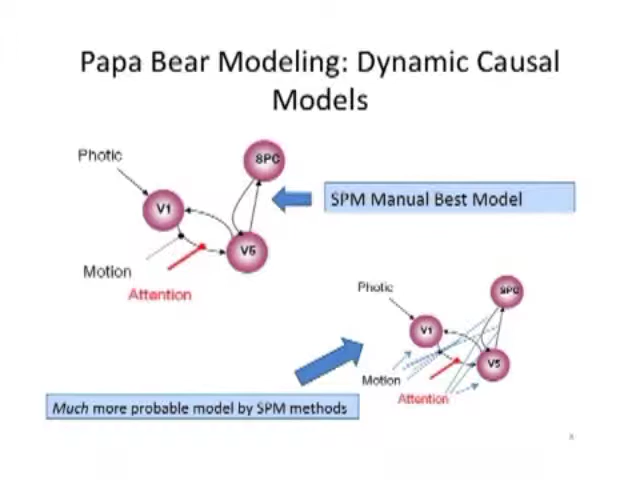 Papa Bear Modeling: Dynamic Causal
Models
Photic
SPC
V1
SPM Manual Best Model
V5
Motion
Attention
Photic
SPC
V1
V5
Motion
Attention
Much more probable model by SPM methods